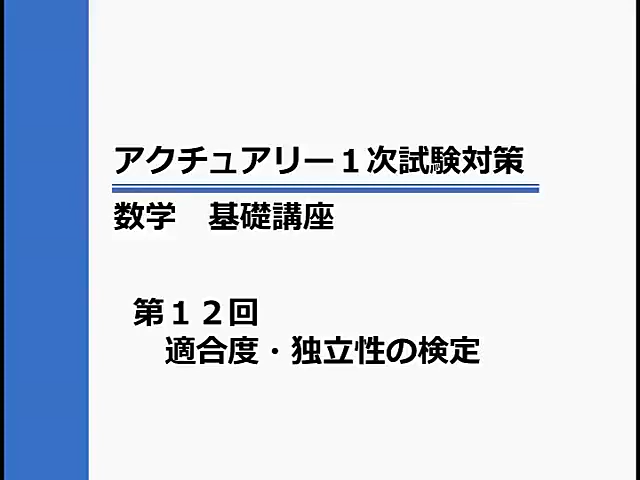 アクチュアリー１次試験対策
数学　基礎講座
第１２回
適合度・独立性の検定